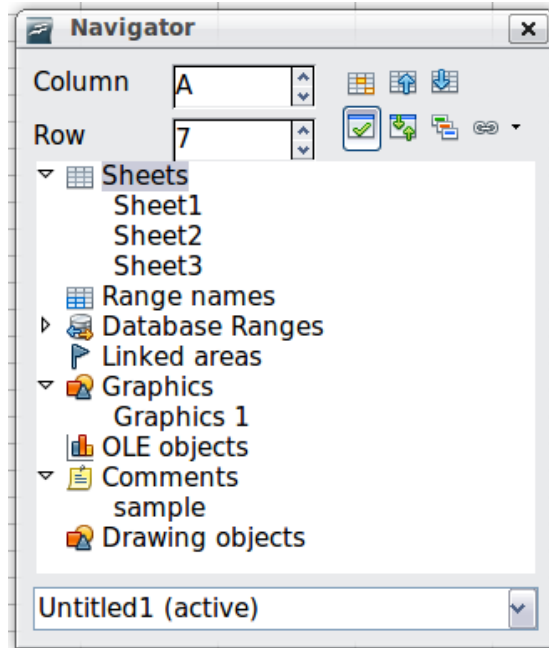 Navigator
Column A
Row 7
Sheets
Sheet1
Sheet2
Sheet3
Range names
Database Ranges
Linked areas
Graphics
Graphics 1
OLE objects
Comments
sample
Drawing objects
Untitled1 (active)